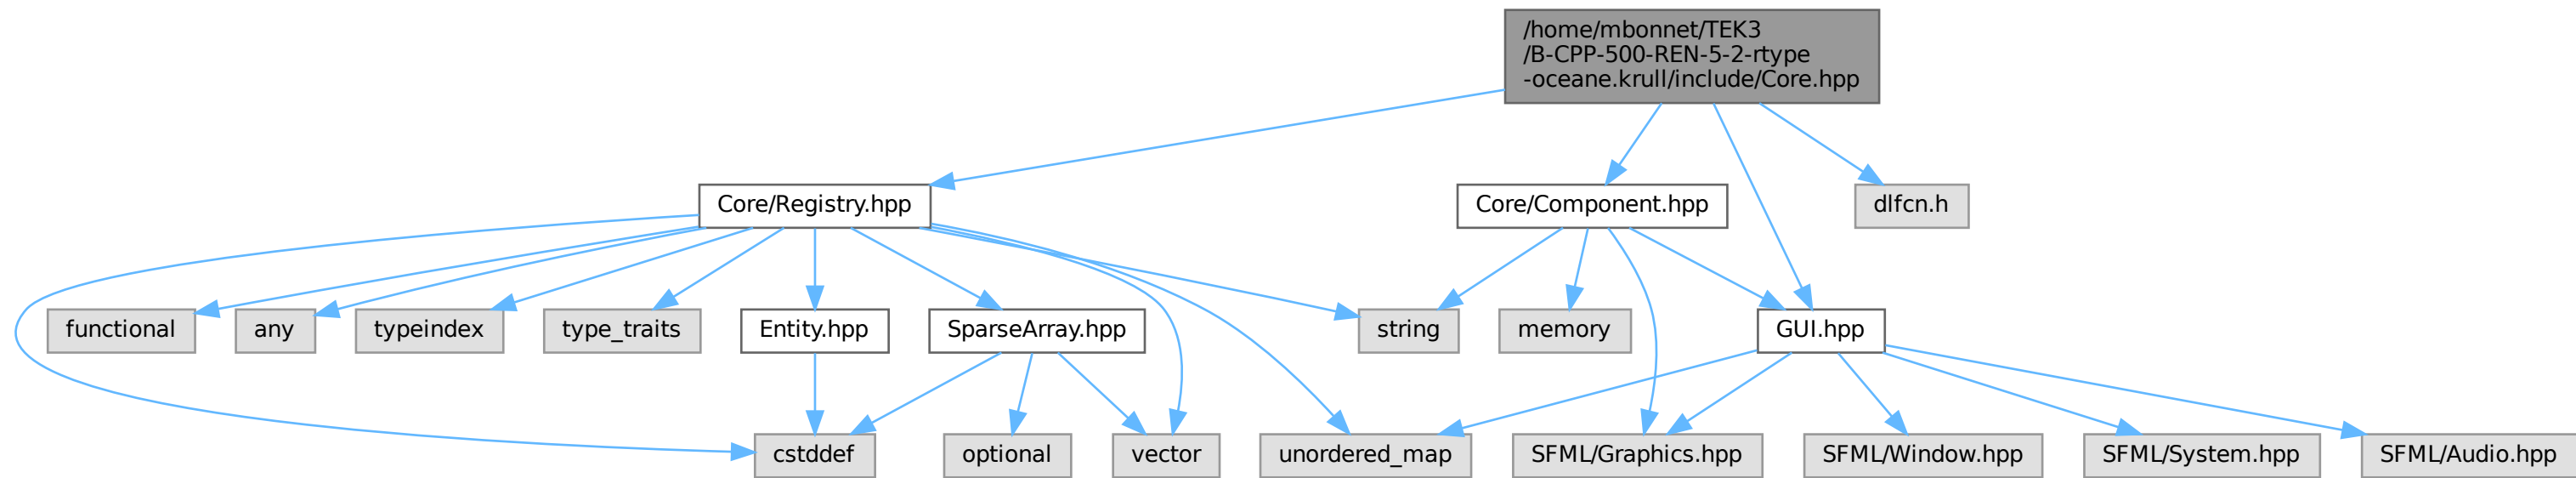 /home/mbonnet/TEK3
/B-CPP-500-REN-5-2-rtype
-oceane.krull/include/Core.hpp
Core/Registry.hpp
Core/Component.hpp
dlfcn.h
functional
any
typeindex
type_traits
Entity.hpp
SparseArray.hpp
string
memory
GUI.hpp
cstddef
optional
vector
unordered_map
SFML/Graphics.hpp
SFML/Window.hpp
SFML/System.hpp
SFML/Audio.hpp